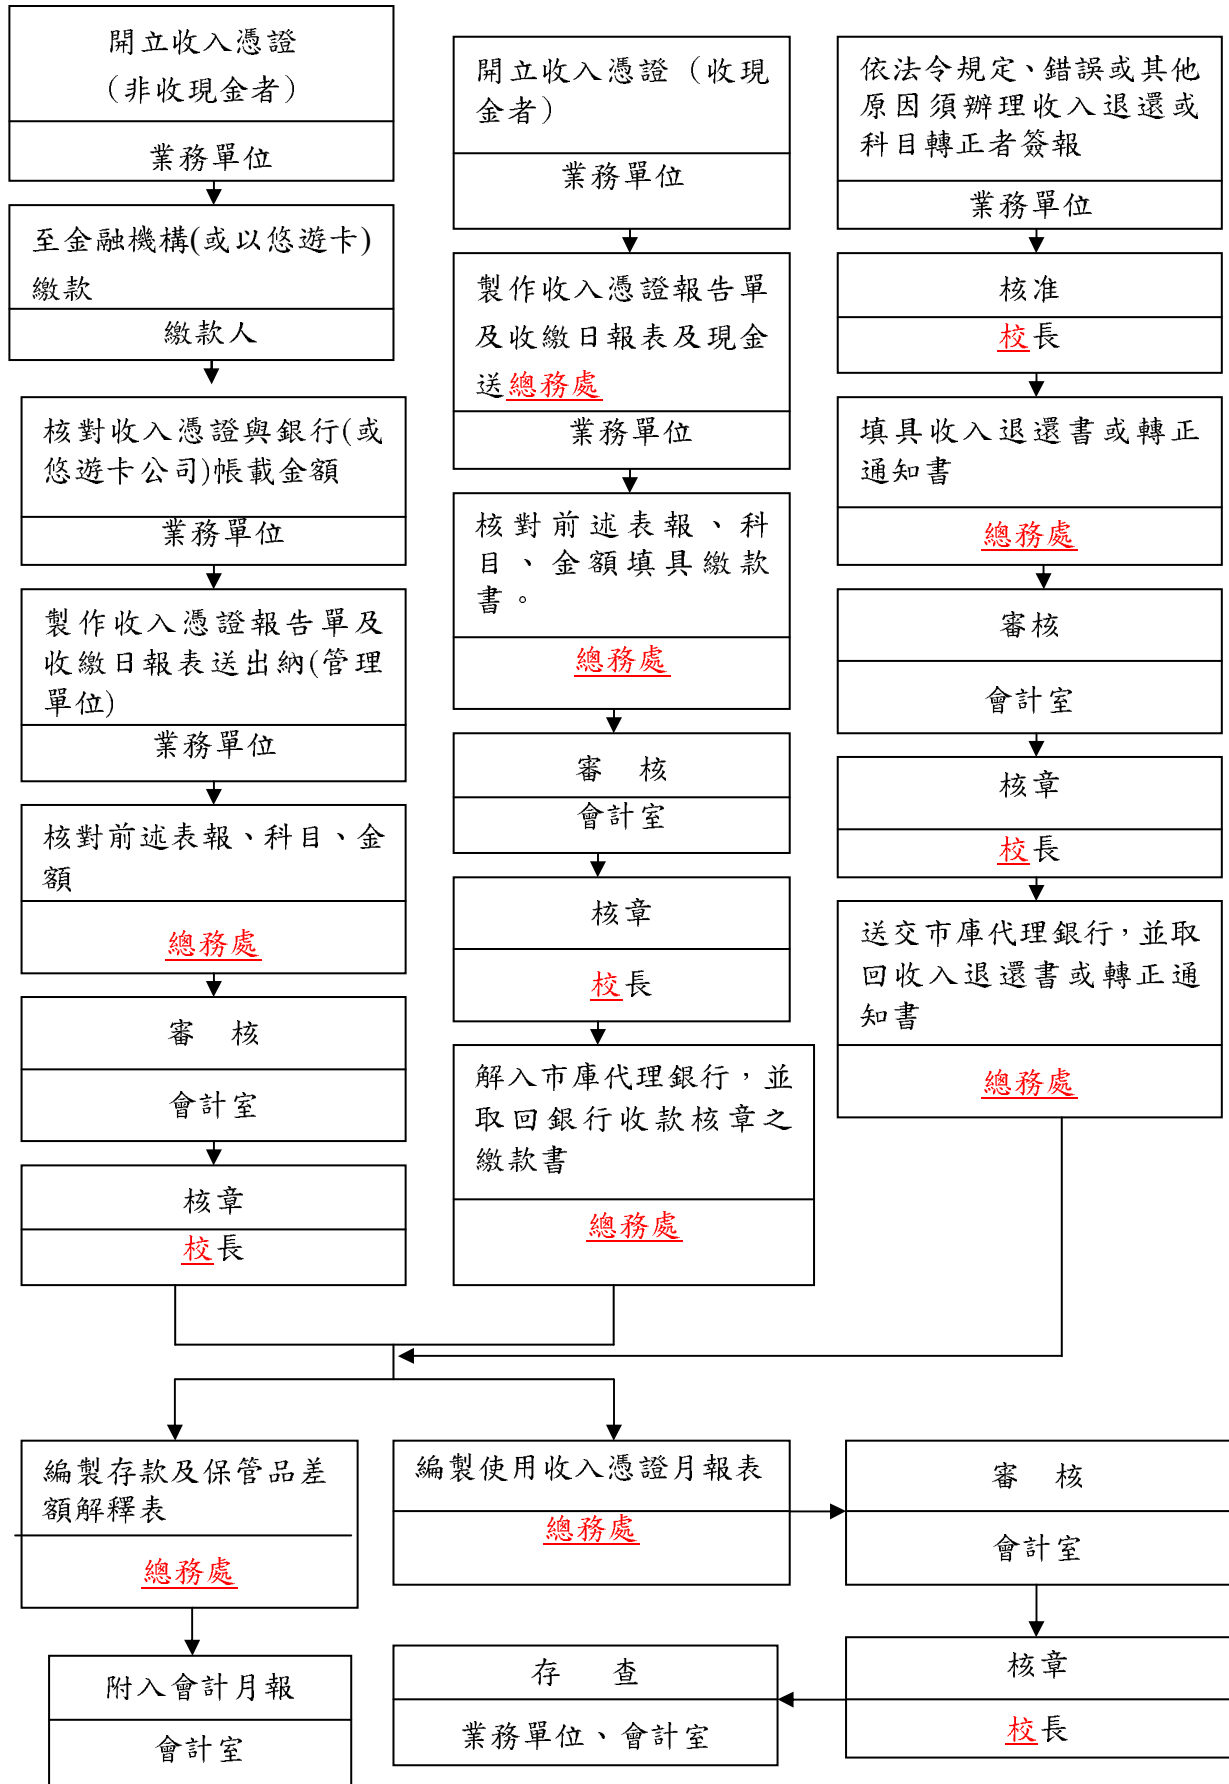 開立收入憑證
（非收現金者）
業務單位
至金融機構(或以悠遊卡)
繳款
繳款人
核對收入憑證與銀行(或
悠遊卡公司)帳載金額
業務單位
製作收入憑證報告單及
收繳日報表送出納(管理
單位)
業務單位
核對前述表報、科目、金
額
總務處
審　核
會計室
核章
校長
開立收入憑證（收現
金者）
業務單位
製作收入憑證報告單
及收繳日報表及現金
送總務處
業務單位
核對前述表報、科
目、金額填具繳款
書。
總務處
審　核
會計室
核章
校長
解入市庫代理銀行，並
取回銀行收款核章之
繳款書
總務處
依法令規定、錯誤或其他
原因須辦理收入退還或
科目轉正者簽報
業務單位
核准
校長
填具收入退還書或轉正
通知書
總務處
審核
會計室
核章
校長
送交市庫代理銀行，並取
回收入退還書或轉正通
知書
總務處
編製存款及保管品差
額解釋表
總務處
附入會計月報
會計室
編製使用收入憑證月報表
總務處
審　核
會計室
核章
校長
存　查
業務單位、會計室